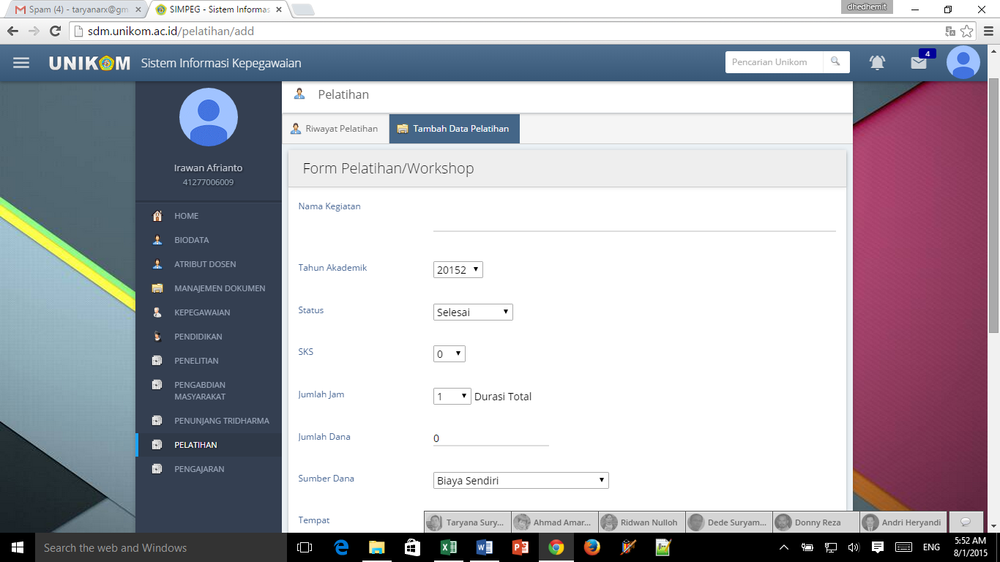 dhedhemit
Spam (4) - taryanarx@gm
SIMPEG - Sistem Informas
sdm.unikom.ac.id/pelatihan/add
UNIKOM Sistem Informasi Kepegawaian
Pencarian Unikom
4
Irawan Afrianto
41277006009
HOME
BIODATA
ATRIBUT DOSEN
MANAJEMEN DOKUMEN
KEPEGAWAIAN
PENDIDIKAN
PENELITIAN
PENGABDIAN
MASYARAKAT
PENUNJANG TRIDHARMA
PELATIHAN
PENGAJARAN
Pelatihan
Riwayat Pelatihan
Tambah Data Pelatihan
Form Pelatihan/Workshop
Nama Kegiatan
Tahun Akademik 20152
Status Selesai
SKS 0
Jumlah Jam 1 Durasi Total
Jumlah Dana 0
Sumber Dana Biaya Sendiri
Tempat
Taryana Sury...
Ahmad Amar...
Ridwan Nulloh
Dede Suryam...
Donny Reza
Andri Heryandi
Search the web and Windows
ENG
5:52 AM
8/1/2015